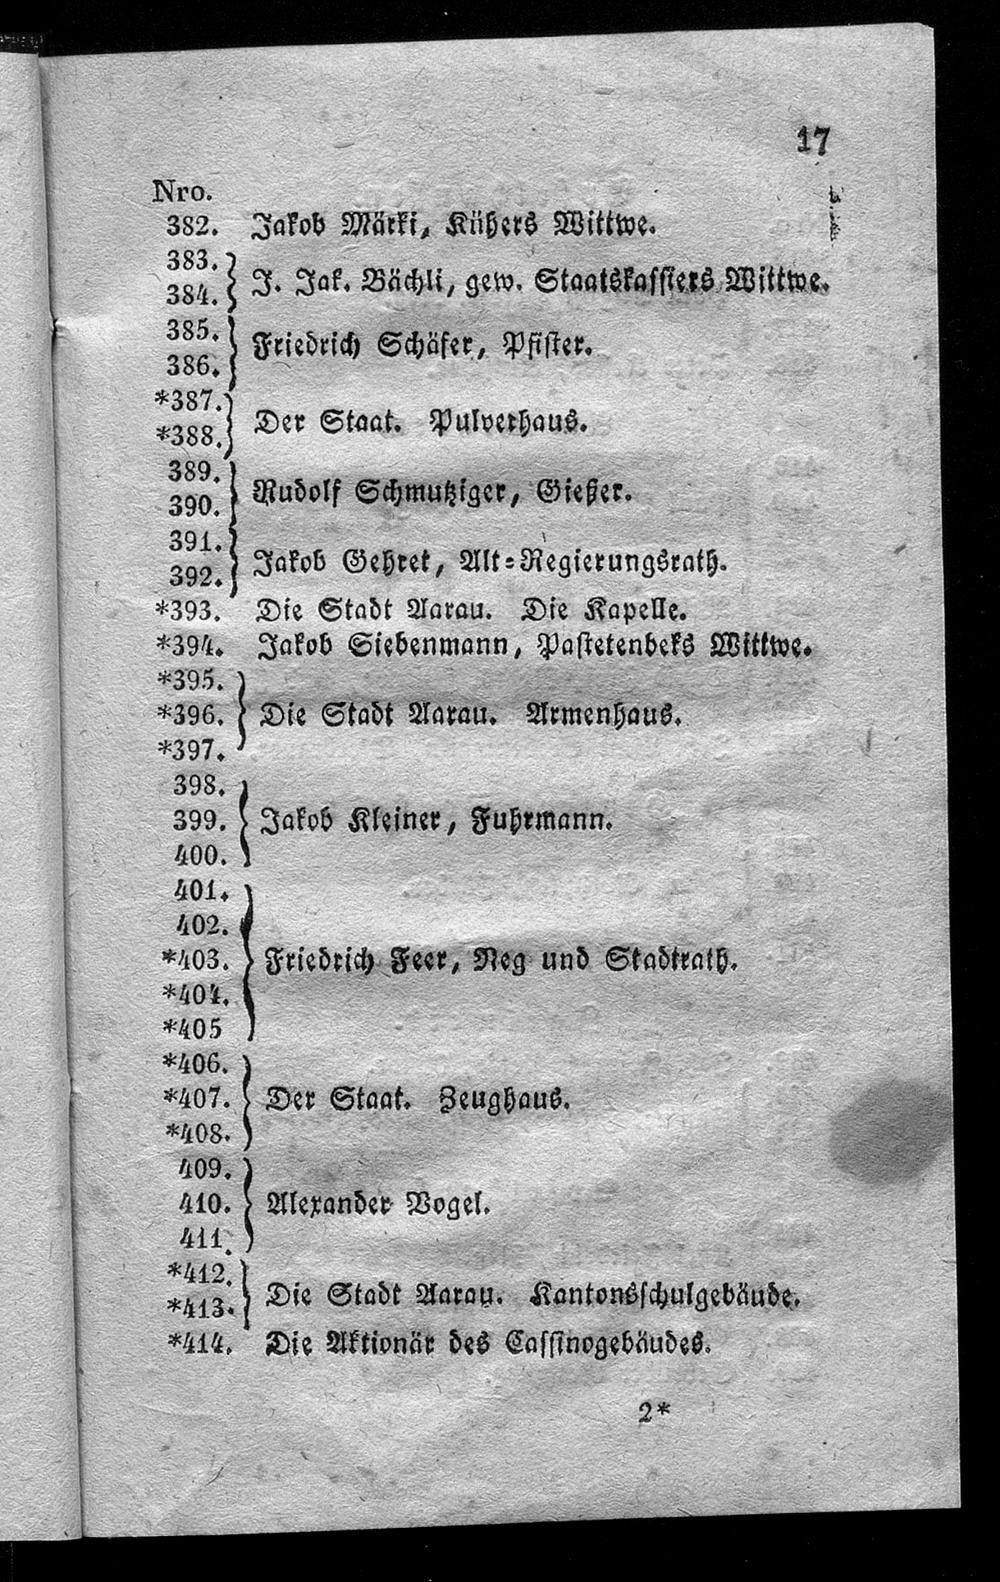 17
Nro.
382. Jakob Märki, Kühers Wittwe.
383.
384. J. Jak. Bächli, gew. Staatskassiers Wittwe.
385.
386. Friedrich Schäfer, Pfister.
*387.
*388. Der Staat. Pulverhaus.
389.
390. Rudolf Schmutziger, Gießer.
391.
392. Jakob Gehret, Alt-Regierungsrath.
*393. Die Stadt Aarau. Die Kapelle.
*394. Jakob Siebenmann, Pastetenbeks Wittwe.
*395.
*396. Die Stadt Aarau. Armenhaus.
*397.
398.
399. Jakob Kleiner, Fuhrmann.
400.
401.
402.
*403. Friedrich Feer, Neg und Stadtrath.
*404.
*405
*406.
*407. Der Staat. Zeughaus.
*408.
409.
410. Alexander Vogel.
411.
*412.
*413. Die Stadt Aarau. Kantonsschulgebäude.
*414. Die Aktionär des Cassinogebäudes.
2*